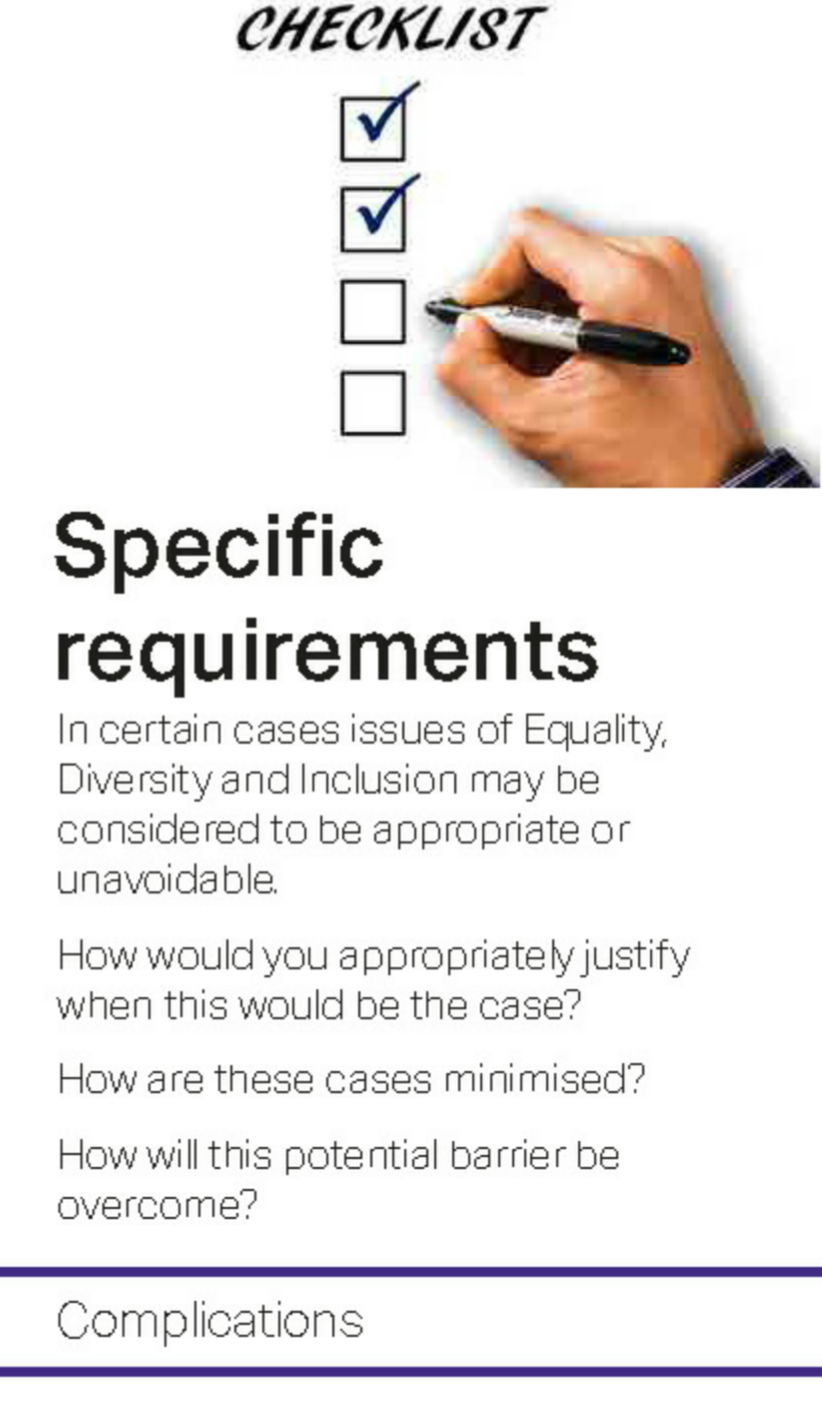 CHECKLIST
Specific
requirements
In certain cases issues of Equality,
Diversity and Inclusion may be
considered to be appropriate or
unavoidable.
How would you appropriately justify
when this would be the case?
How are these cases minimised?
How will this potential barrier be
overcome?
Complications